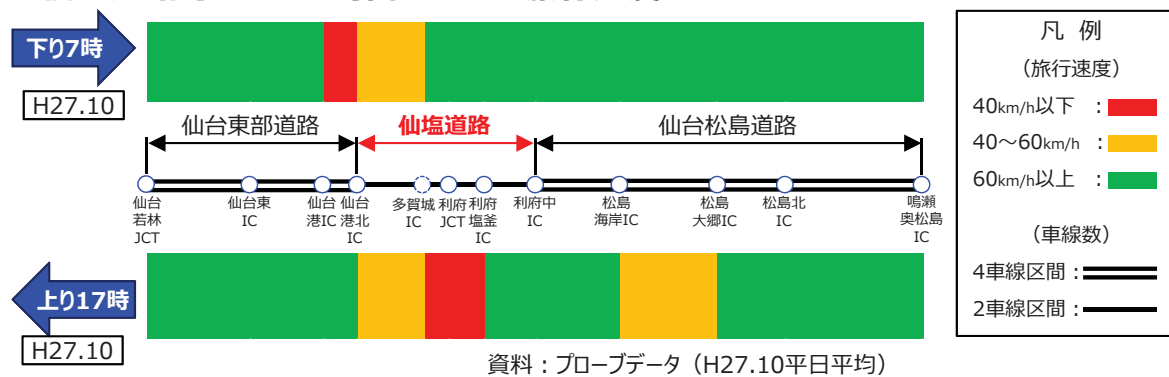 下り7時
H27.10
仙台東部道路
仙塩道路
仙台松島道路
仙台
若林
JCT
仙台東
IC
仙台
港IC
仙台
港北
IC
多賀城
IC
利府
JCT
利府
塩釜
IC
利府中
IC
松島
海岸IC
松島
大郷IC
松島北
IC
鳴瀬
奥松島
IC
上り17時
H27.10
資料：プローブデータ（H27.10平日平均）
凡 例
（旅行速度）
40km/h以下 ：
40～60km/h ：
60km/h以上 ：
（車線数）
4車線区間：
2車線区間：